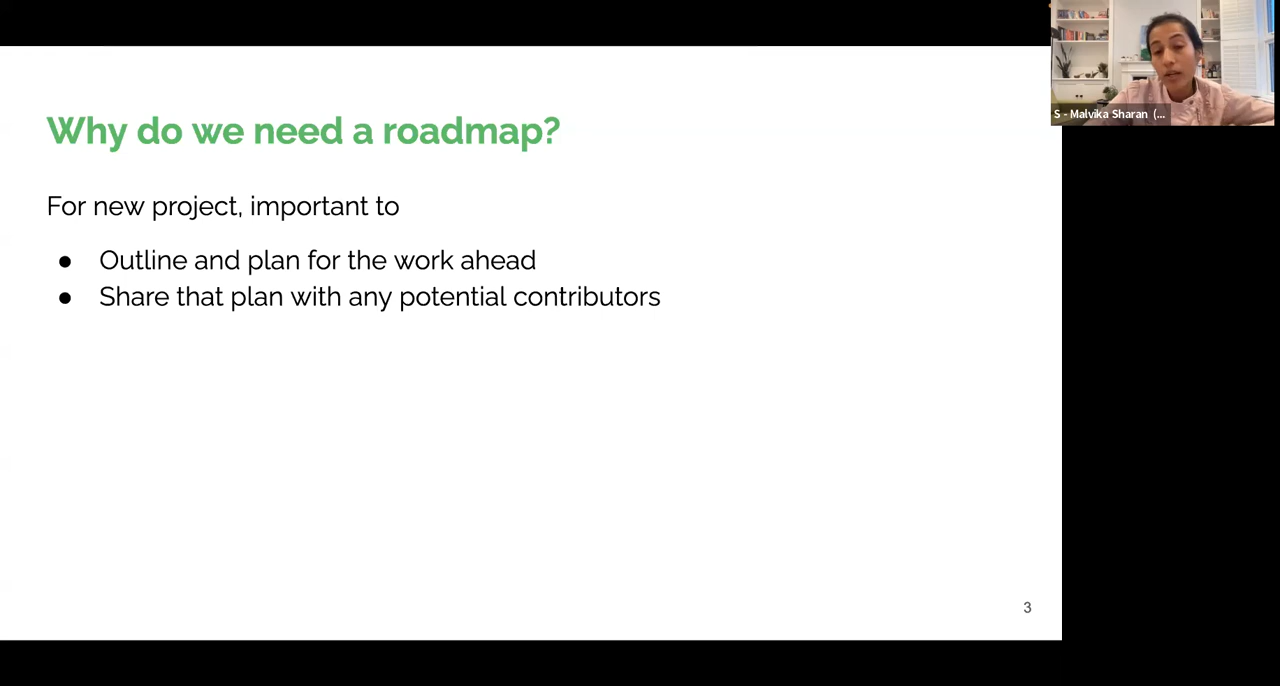 Why do we need a roadmap?
For new project, important to
● Outline and plan for the work ahead
● Share that plan with any potential contributors
3
S - Malvika Sharan (...